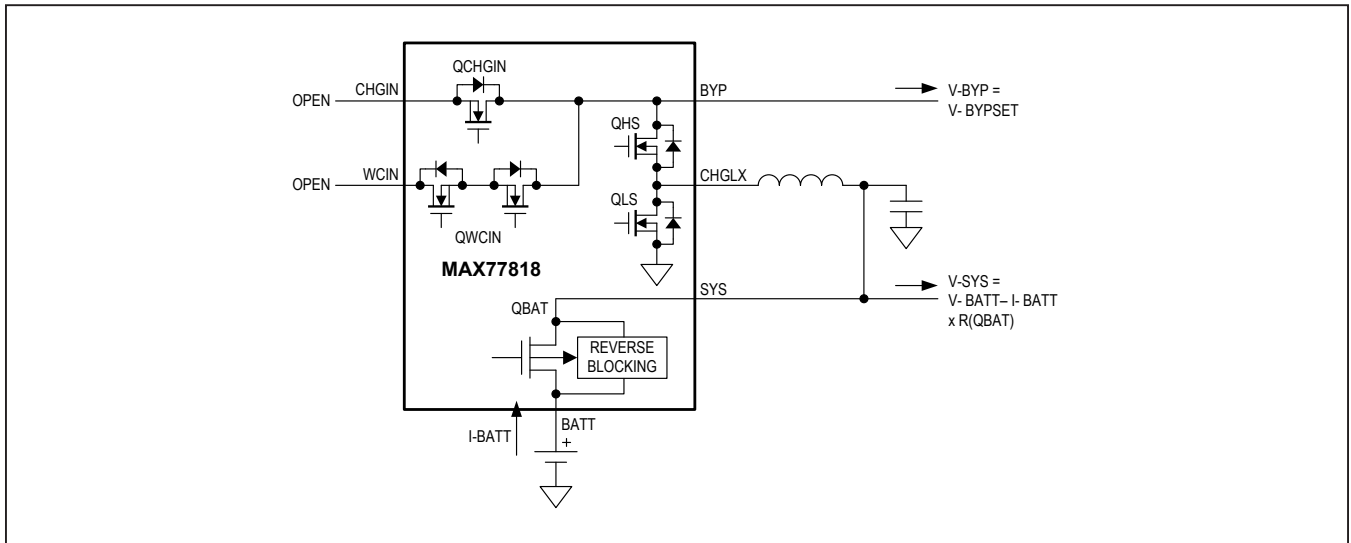 QCHGIN
CHGIN
OPEN
BYP
V-BYP =
V- BYPSET
QHS
WCIN
OPEN
CHGLX
QLS
QWCIN
MAX77818
SYS
V-SYS =
V- BATT– I- BATT
x R(QBAT)
QBAT
REVERSE
BLOCKING
I-BATT
BATT
+